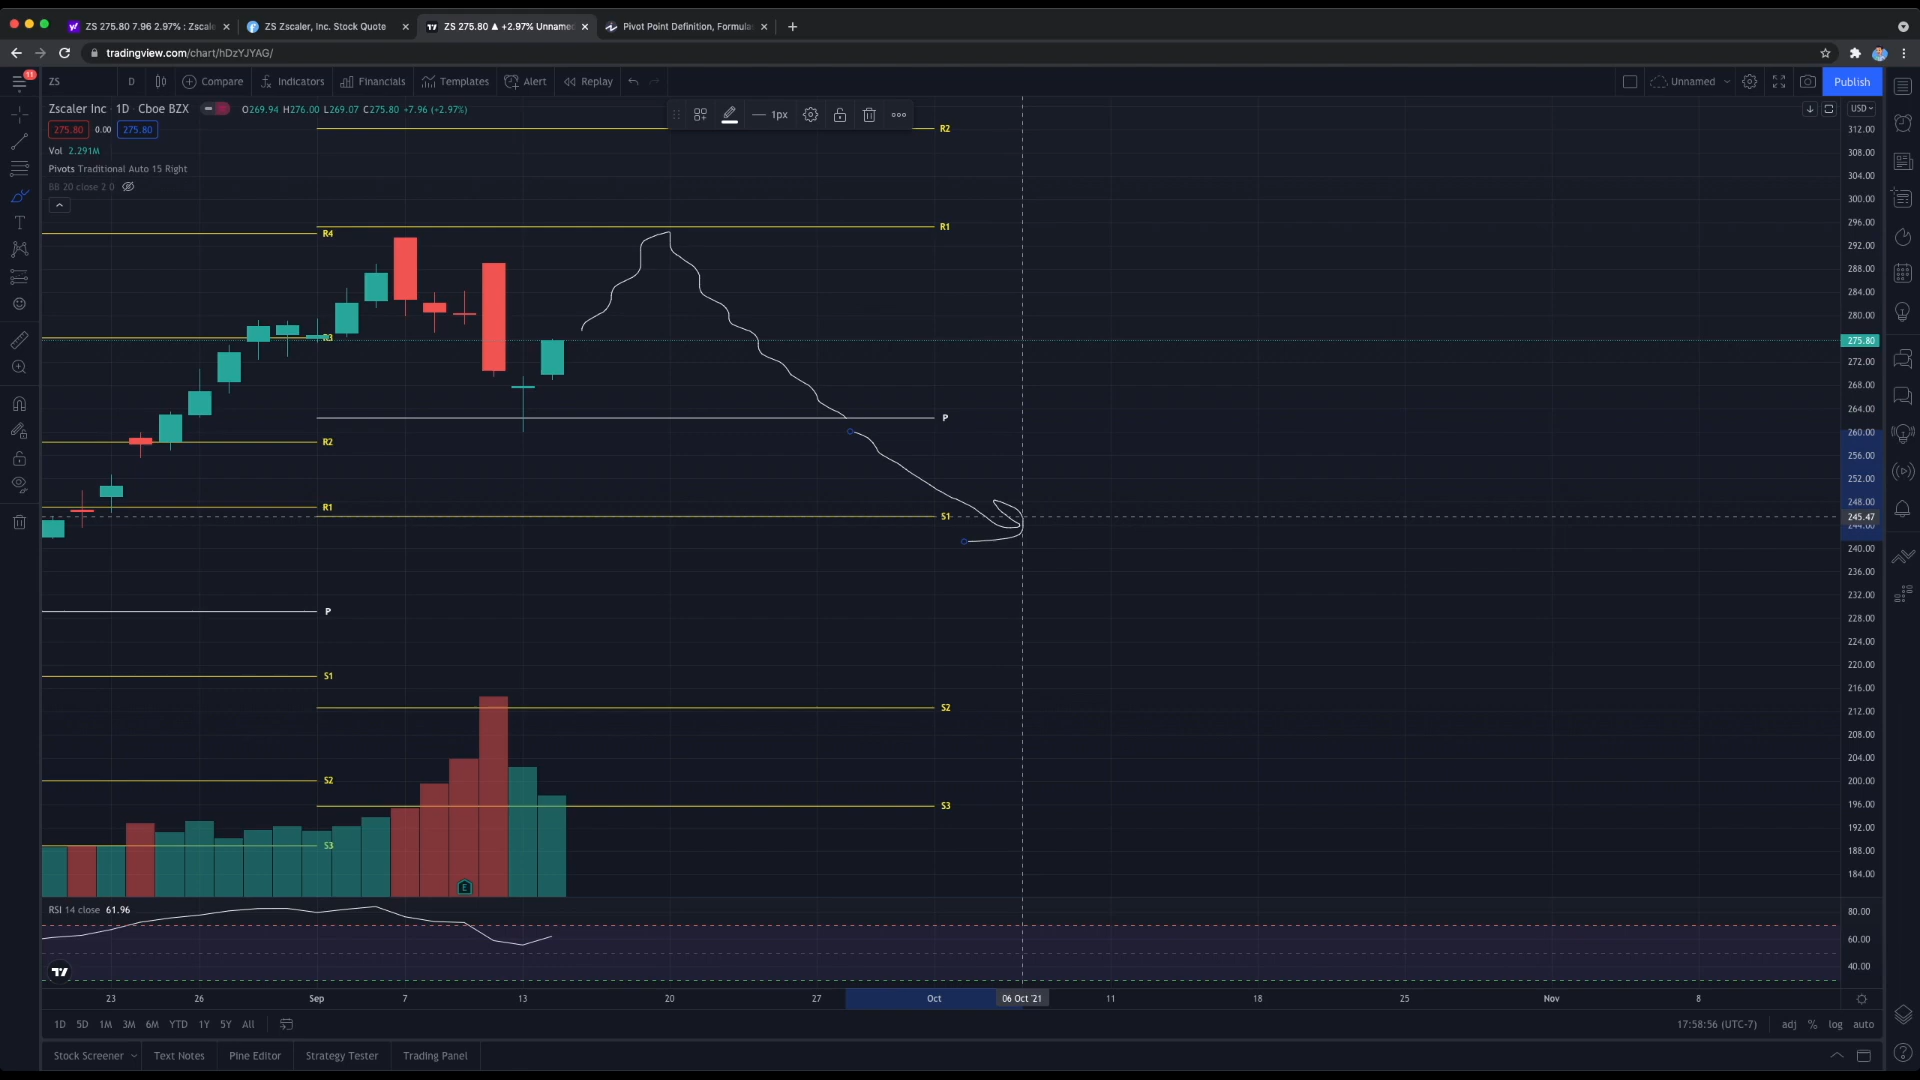 ZS 275.80 7.96 2.97% : Zscale
ZS Zscaler, Inc. Stock Quote
ZS 275.80 ▲ +2.97% Unname
Pivot Point Definition, Formula
tradingview.com/chart/hDzYJYAG/
11
ZS
D
Compare
Indicators
Financials
Templates
Alert
Replay
Unnamed
Publish
Zscaler Inc · 1D · Cboe BZX
O269.94 H276.00 L269.07 C275.80 +7.96 (+2.97%)
275.80
0.00
275.80
1px
USD
Vol 2.291M
Pivots Traditional Auto 15 Right
BB 20 close 2 0
R2
312.00
308.00
304.00
300.00
296.00
R1
R4
292.00
288.00
284.00
280.00
R3
275.80
272.00
268.00
264.00
P
260.00
R2
256.00
252.00
248.00
R1
S1
245.47
244.00
240.00
236.00
232.00
P
228.00
224.00
220.00
S1
216.00
212.00
S2
208.00
204.00
S2
200.00
196.00
S3
192.00
S3
188.00
184.00
E
RSI 14 close 61.96
80.00
60.00
40.00
23
26
Sep
7
13
20
27
Oct
06 Oct '21
11
18
25
Nov
8
1D
5D
1M
3M
6M
YTD
1Y
5Y
All
17:58:56 (UTC-7)
adj
%
log
auto
Stock Screener
Text Notes
Pine Editor
Strategy Tester
Trading Panel